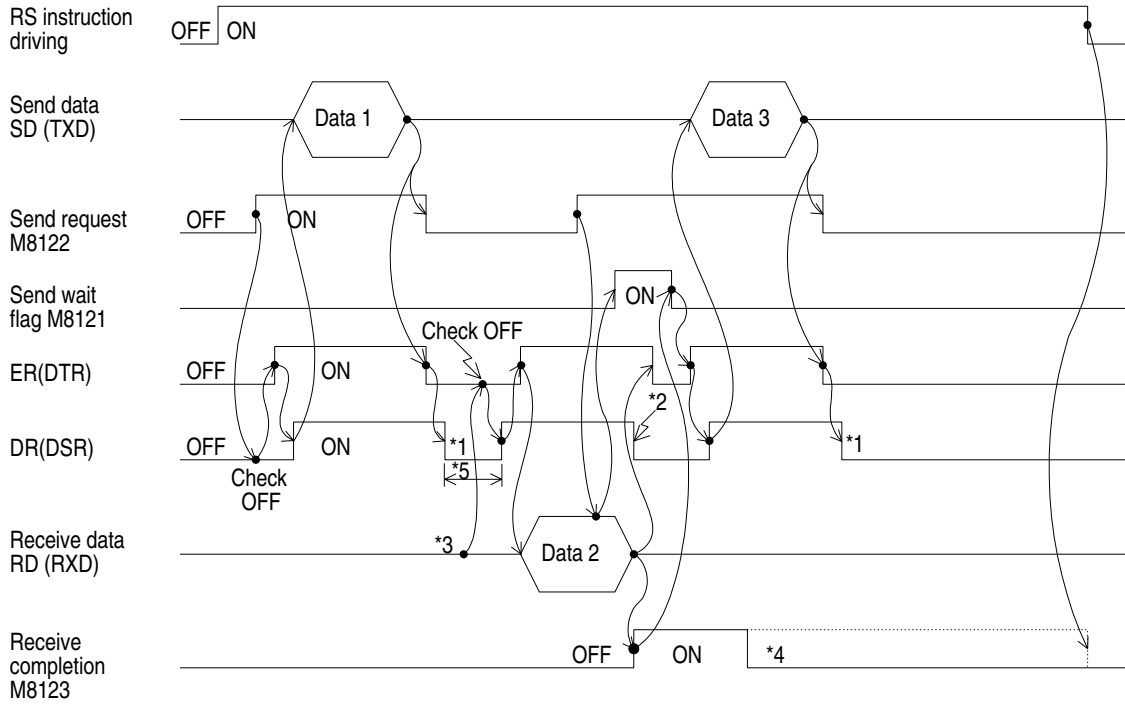 RS instruction
driving
OFF ON
Send data
SD (TXD)
Data 1
Data 3
Send request
M8122
OFF ON
Send wait
flag M8121
ON
Check OFF
ER(DTR)
OFF ON
*2
DR(DSR)
OFF ON
*1
*1
*5
Check
OFF
Receive data
RD (RXD)
*3
Data 2
Receive
completion
M8123
OFF ON *4